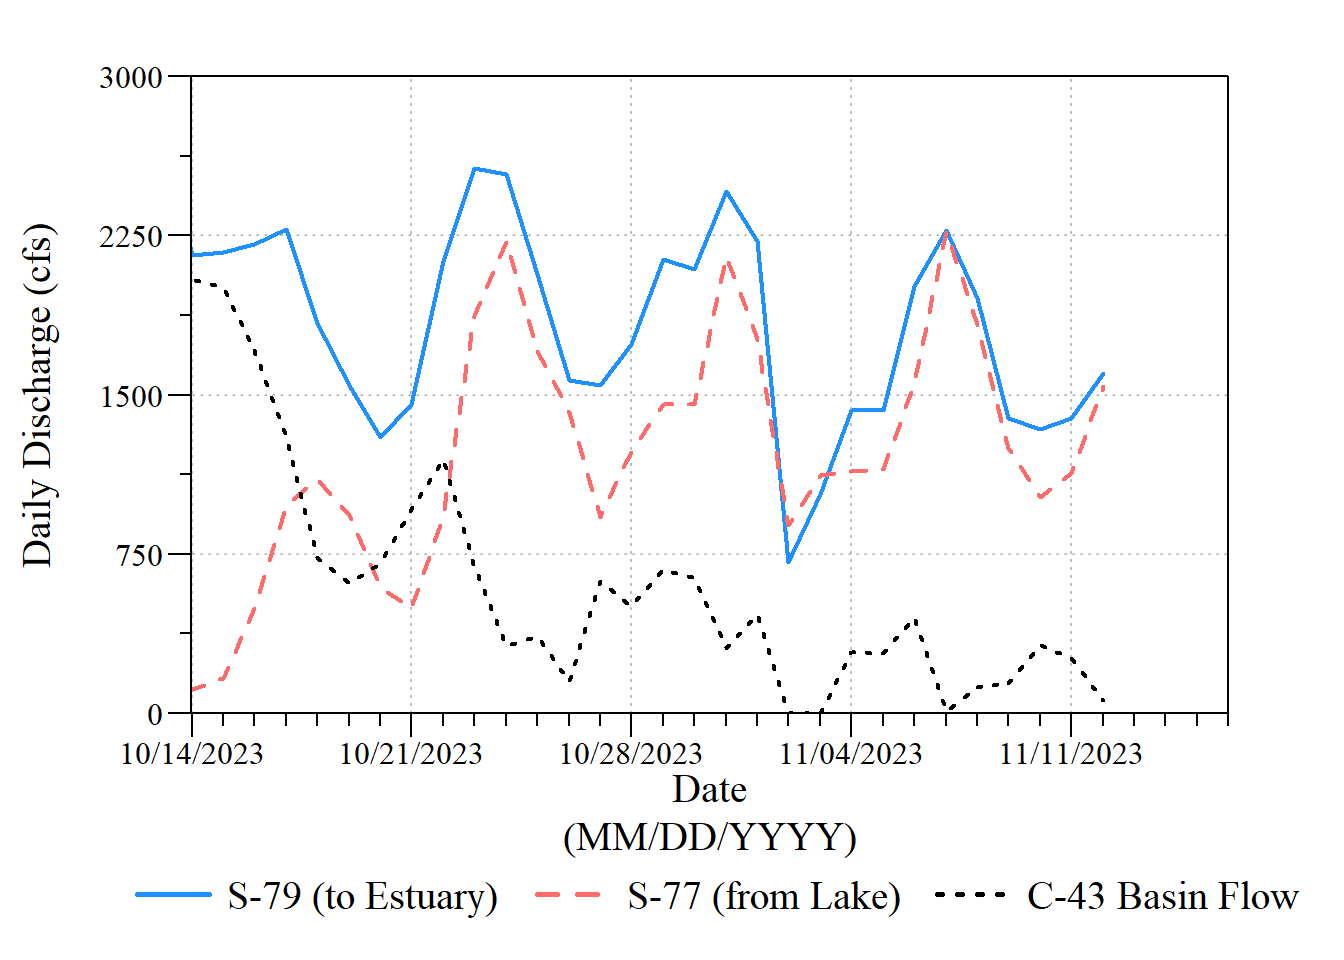 3000
2250
1500
750
0
Daily Discharge (cfs)
10/14/2023 10/21/2023 10/28/2023 11/04/2023 11/11/2023
Date
(MM/DD/YYYY)
S-79 (to Estuary) S-77 (from Lake) C-43 Basin Flow